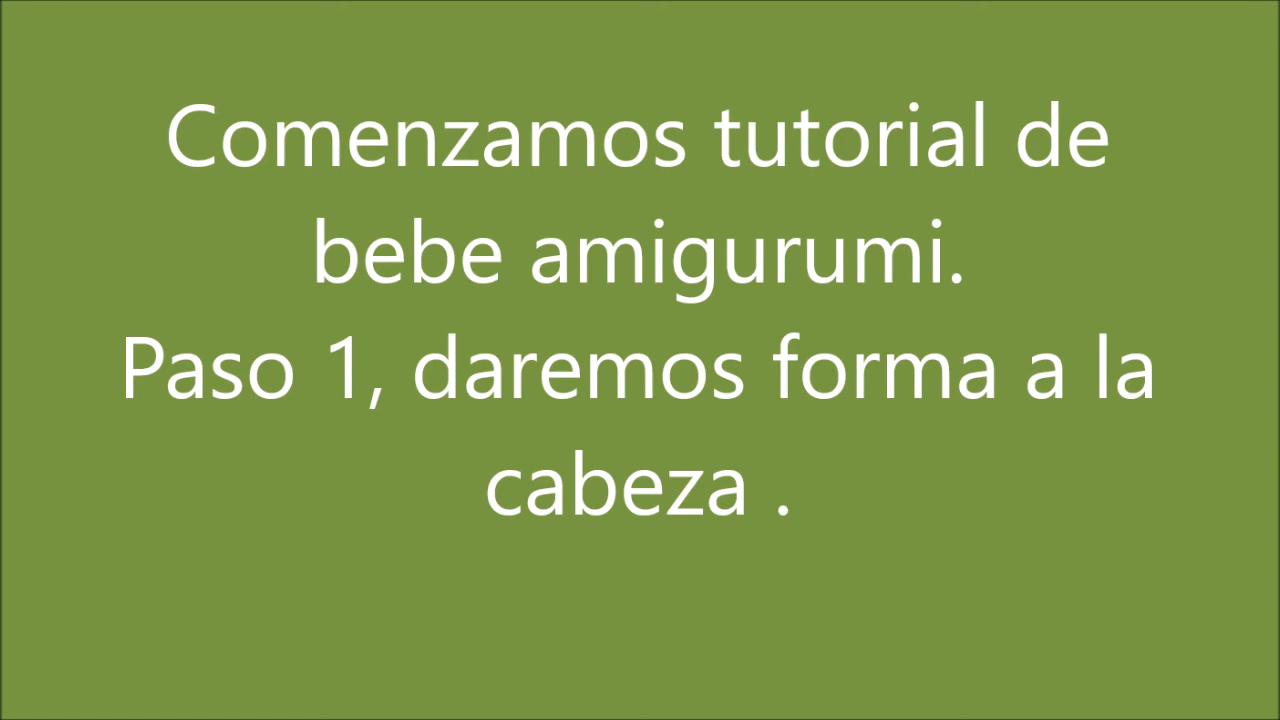 Comenzamos tutorial de
bebe amigurumi.
Paso 1, daremos forma a la
cabeza .